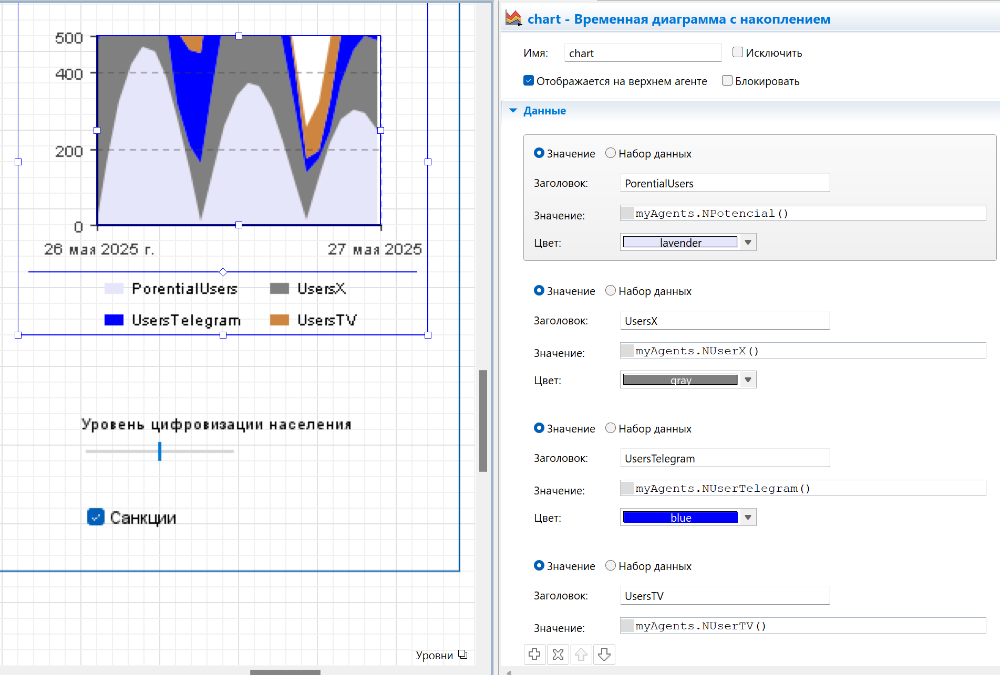 500
400
200
0
26 мая 2025 г.
27 мая 2025
PorentialUsers
UsersX
UsersTelegram
UsersTV
Уровень цифровизации населения
Санкции
Уровни
chart - Временная диаграмма с накоплением
Имя:
chart
Исключить
Отображается на верхнем агенте
Блокировать
Данные
Значение
Набор данных
Заголовок:
PorentialUsers
Значение:
myAgents.NPotencial()
Цвет:
lavender
Значение
Набор данных
Заголовок:
UsersX
Значение:
myAgents.NUserX()
Цвет:
gray
Значение
Набор данных
Заголовок:
UsersTelegram
Значение:
myAgents.NUserTelegram()
Цвет:
blue
Значение
Набор данных
Заголовок:
UsersTV
Значение:
myAgents.NUserTV()